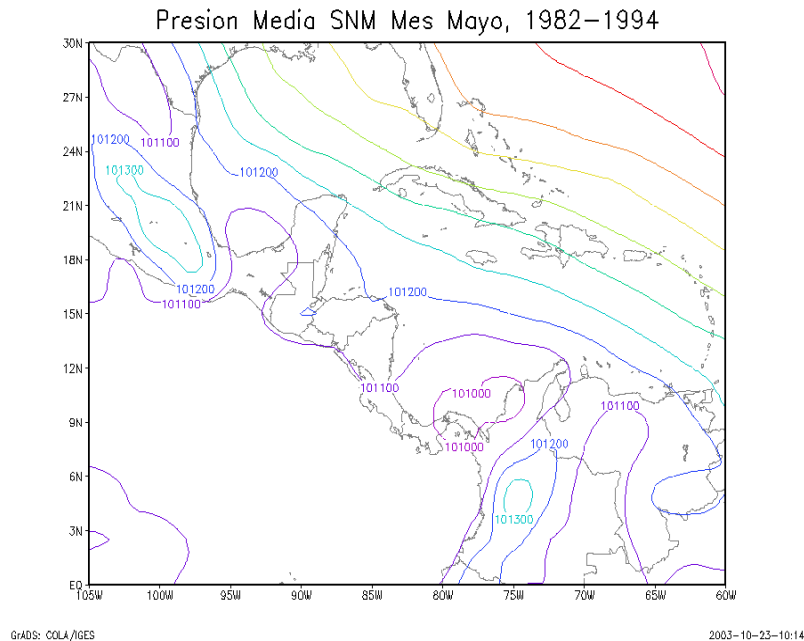 Presion Media SNM Mes Mayo, 1982-1994
30N
27N
101100
101200
24N
101300
101200
21N
18N
101200
101200
101100
15N
12N
101100
101000
101100
9N
101000
101200
6N
101300
3N
EQ
105W 100W 95W 90W 85W 80W 75W 70W 65W 60W
GrADS: COLA/IGES 2003-10-23-10:14